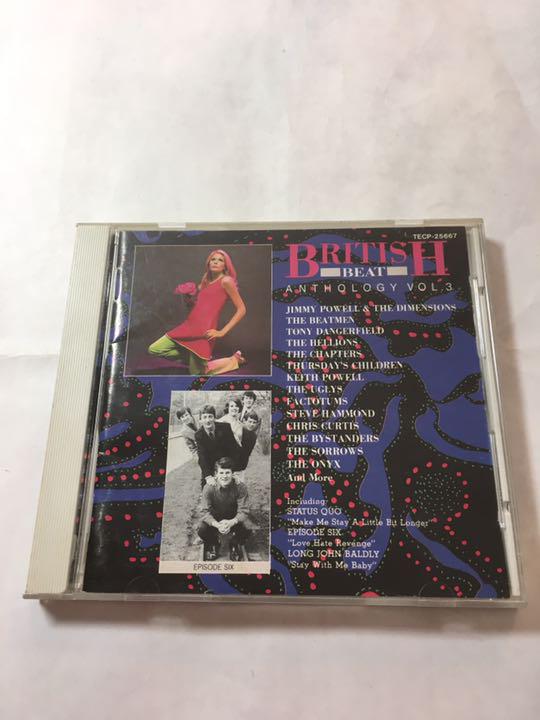 TECP-25667
BRITISH
BEAT
ANTHOLOGY VOL.3
JIMMY POWELL & THE DIMENSIONS
THE BEATMEN
TONY DANGERFIELD
THE HELLIONS
THE CHAPTERS
THURSDAY'S CHILDREN
KEITH POWELL
THE UGLYS
FACTOTUMS
STEVE HAMMOND
CHRIS CURTIS
THE BYSTANDERS
THE SORROWS
THE ONYX
And More
Including:
STATUS QUO
"Make Me Stay A Little Bit Longer"
EPISODE SIX
"Love, Hate Revenge"
LONG JOHN BALDLY
"Stay With Me Baby"
EPISODE SIX